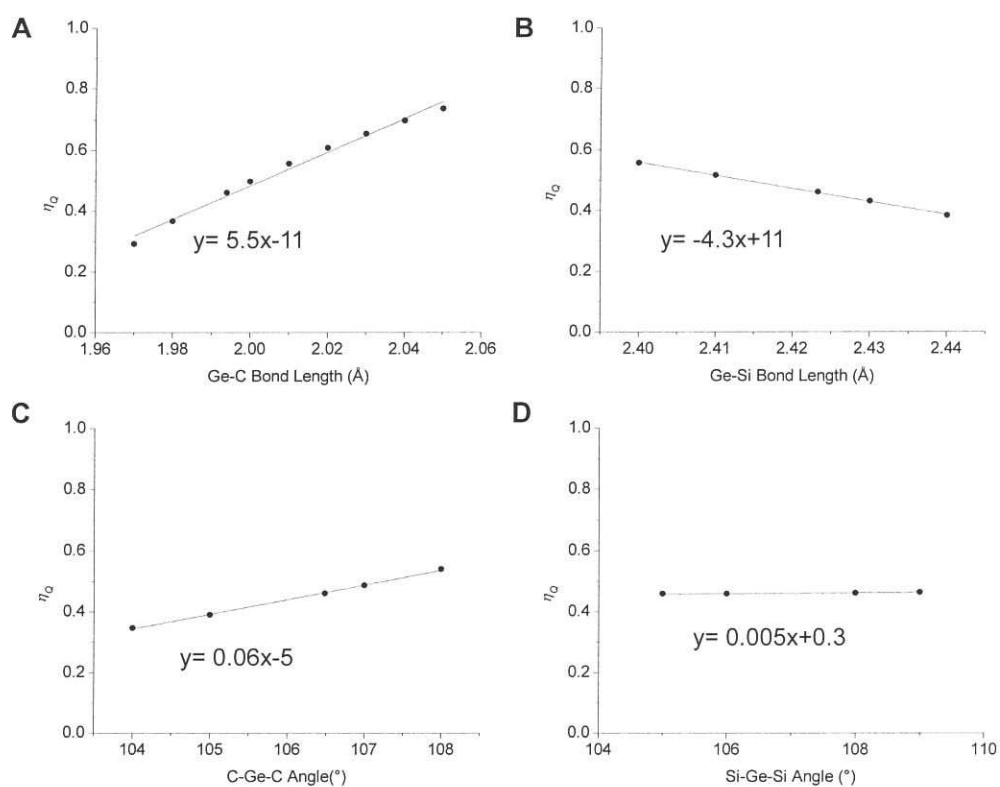 A
1.0
0.8
0.6
0.4
0.2
0.0
ηQ
y= 5.5x-11
1.96 1.98 2.00 2.02 2.04 2.06
Ge-C Bond Length (Å)
B
1.0
0.8
0.6
0.4
0.2
0.0
ηQ
y= -4.3x+11
2.40 2.41 2.42 2.43 2.44
Ge-Si Bond Length (Å)
C
1.0
0.8
0.6
0.4
0.2
0.0
ηQ
y= 0.06x-5
104 105 106 107 108
C-Ge-C Angle(°)
D
1.0
0.8
0.6
0.4
0.2
0.0
ηQ
y= 0.005x+0.3
104 106 108 110
Si-Ge-Si Angle (°)